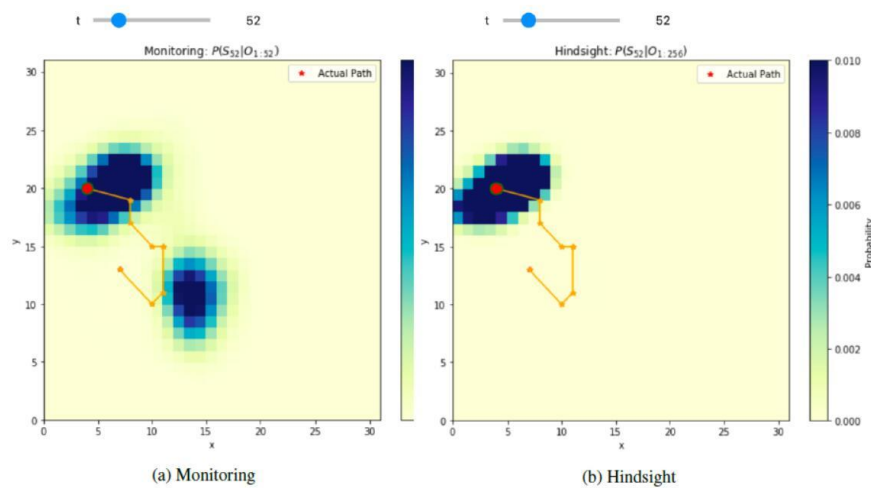 t 52
Monitoring: P(S52|O1:52)
Actual Path
30
25
20
15
10
5
0
y
0 5 10 15 20 25 30
x
(a) Monitoring
t 52
Hindsight: P(S52|O1:256)
Actual Path
30
25
20
15
10
5
0
y
0 5 10 15 20 25 30
x
0.010
0.008
0.006
0.004
0.002
0.000
Probability
(b) Hindsight